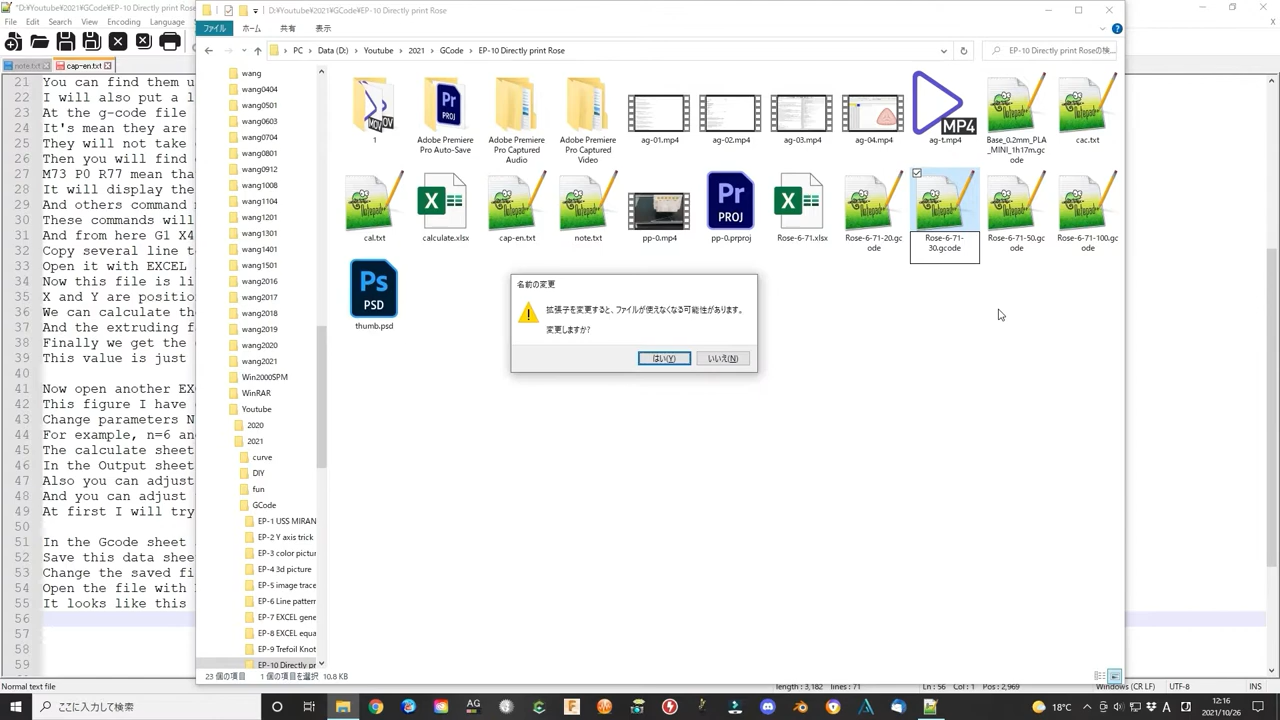 *D:¥Youtube¥2021¥GCode¥EP-10 Directly print Rose
D:¥Youtube¥2021¥GCode¥EP-10 Directly print Rose
File Edit Search View Encoding Language
ファイル ホーム 共有 表示
PC Data (D:) Youtube 2021 GCode EP-10 Directly print Rose
EP-10 Directly print Roseの検...
note.txt
cap-en.txt
21 You can find them u
22 I will also put a l
23 At the g-code file
24 It's mean they are
25 They will not take
26 Then you will find
27 M73 P0 R77 mean tha
28 It will display the
29 And others command
30 These commands will
31 And from here G1 X4
32 Copy several line t
33 Open it with EXCEL
34 Now this file is li
35 X and Y are positio
36 We can calculate th
37 And the extruding f
38 Finally we get the
39 This value is just
40
41 Now open another EX
42 This figure I have
43 Change parameters N
44 For example, n=6 an
45 The calculate sheet
46 In the Output sheet
47 Also you can adjust
48 And you can adjust
49 At first I will try
50
51 In the Gcode sheet
52 Save this data shee
53 Change the saved fi
54 Open the file with
55 It looks like this
56
57
58
59
wang
wang0404
wang0501
wang0603
wang0704
wang0801
wang0912
wang1008
wang1104
wang1201
wang1301
wang1401
wang1501
wang2016
wang2017
wang2018
wang2019
wang2020
wang2021
Win2000SPM
WinRAR
Youtube
2020
2021
curve
DIY
fun
GCode
EP-1 USS MIRAN
EP-2 Y axis trick
EP-3 color pictur
EP-4 3d picture
EP-5 image trace
EP-6 Line pattern
EP-7 EXCEL gene
EP-8 EXCEL equa
EP-9 Trefoil Knot
EP-10 Directly pr
MOV
Pr
MP4
1
Adobe Premiere
Pro Auto-Save
Adobe Premiere
Pro Captured
Audio
Adobe Premiere
Pro Captured
Video
ag-01.mp4
ag-02.mp4
ag-03.mp4
ag-04.mp4
ag-t.mp4
Base_0.2mm_PLA
_MINI_1h17m.gc
ode
cac.txt
Pr
PROJ
cal.txt
calculate.xlsx
cap-en.txt
note.txt
pp-0.mp4
pp-0.prproj
Rose-6-71.xlsx
Rose-6-71-20.gc
ode
Rose-6-71-
30.gcode
Rose-6-71-50.gc
ode
Rose-6-71-100.gc
ode
Ps
PSD
thumb.psd
名前の変更
拡張子を変更すると、ファイルが使えなくなる可能性があります。
変更しますか?
はい(Y)
いいえ(N)
23 個の項目 1 個の項目を選択 10.8 KB
Normal text file
length : 3,182 lines : 71
Ln : 56 Col : 1 Pos : 2,969
Windows (CR LF)
UTF-8
INS
ここに入力して検索
18°C
12:16
2021/10/26